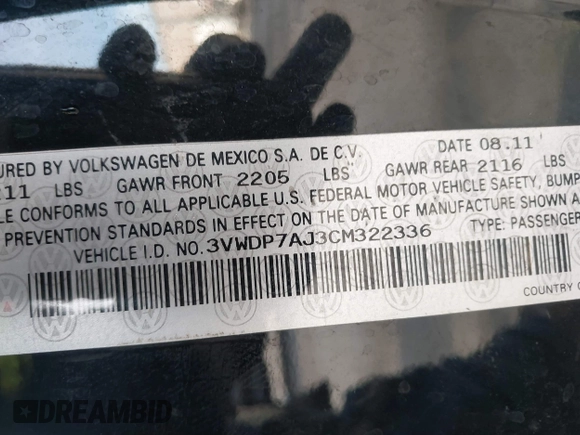 URED BY VOLKSWAGEN DE MEXICO S.A. DE C.V. DATE 08.11
11 LBS GAWR FRONT 2205 LBS GAWR REAR 2116 LBS
LE CONFORMS TO ALL APPLICABLE U.S. FEDERAL MOTOR VEHICLE SAFETY, BUMP
PREVENTION STANDARDS IN EFFECT ON THE DATE OF MANUFACTURE SHOWN A
VEHICLE I.D. NO. 3VWDP7AJ3CM322336 TYPE: PASSENGER
COUNTRY O
DREAMBID